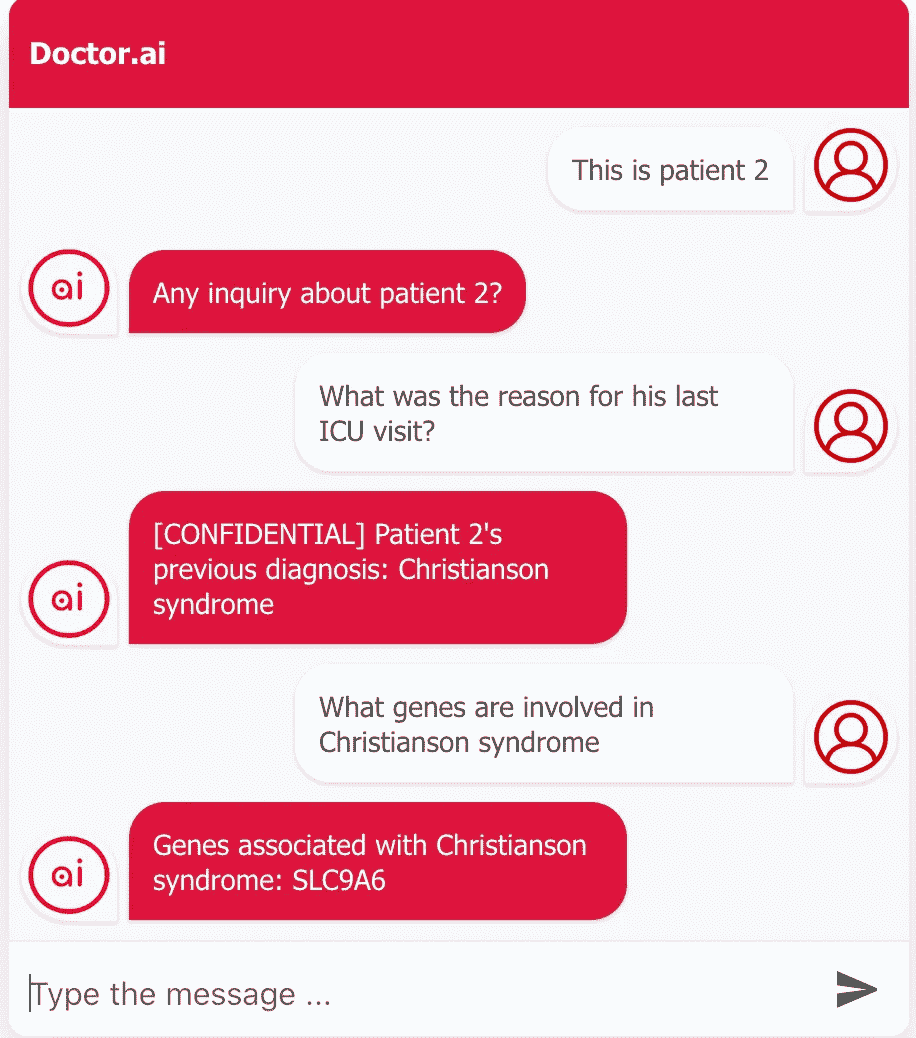 Doctor.ai
This is patient 2
ai
Any inquiry about patient 2?
What was the reason for his last
ICU visit?
[CONFIDENTIAL] Patient 2's
previous diagnosis: Christianson
syndrome
ai
What genes are involved in
Christianson syndrome
Genes associated with Christianson
syndrome: SLC9A6
ai
Type the message ...